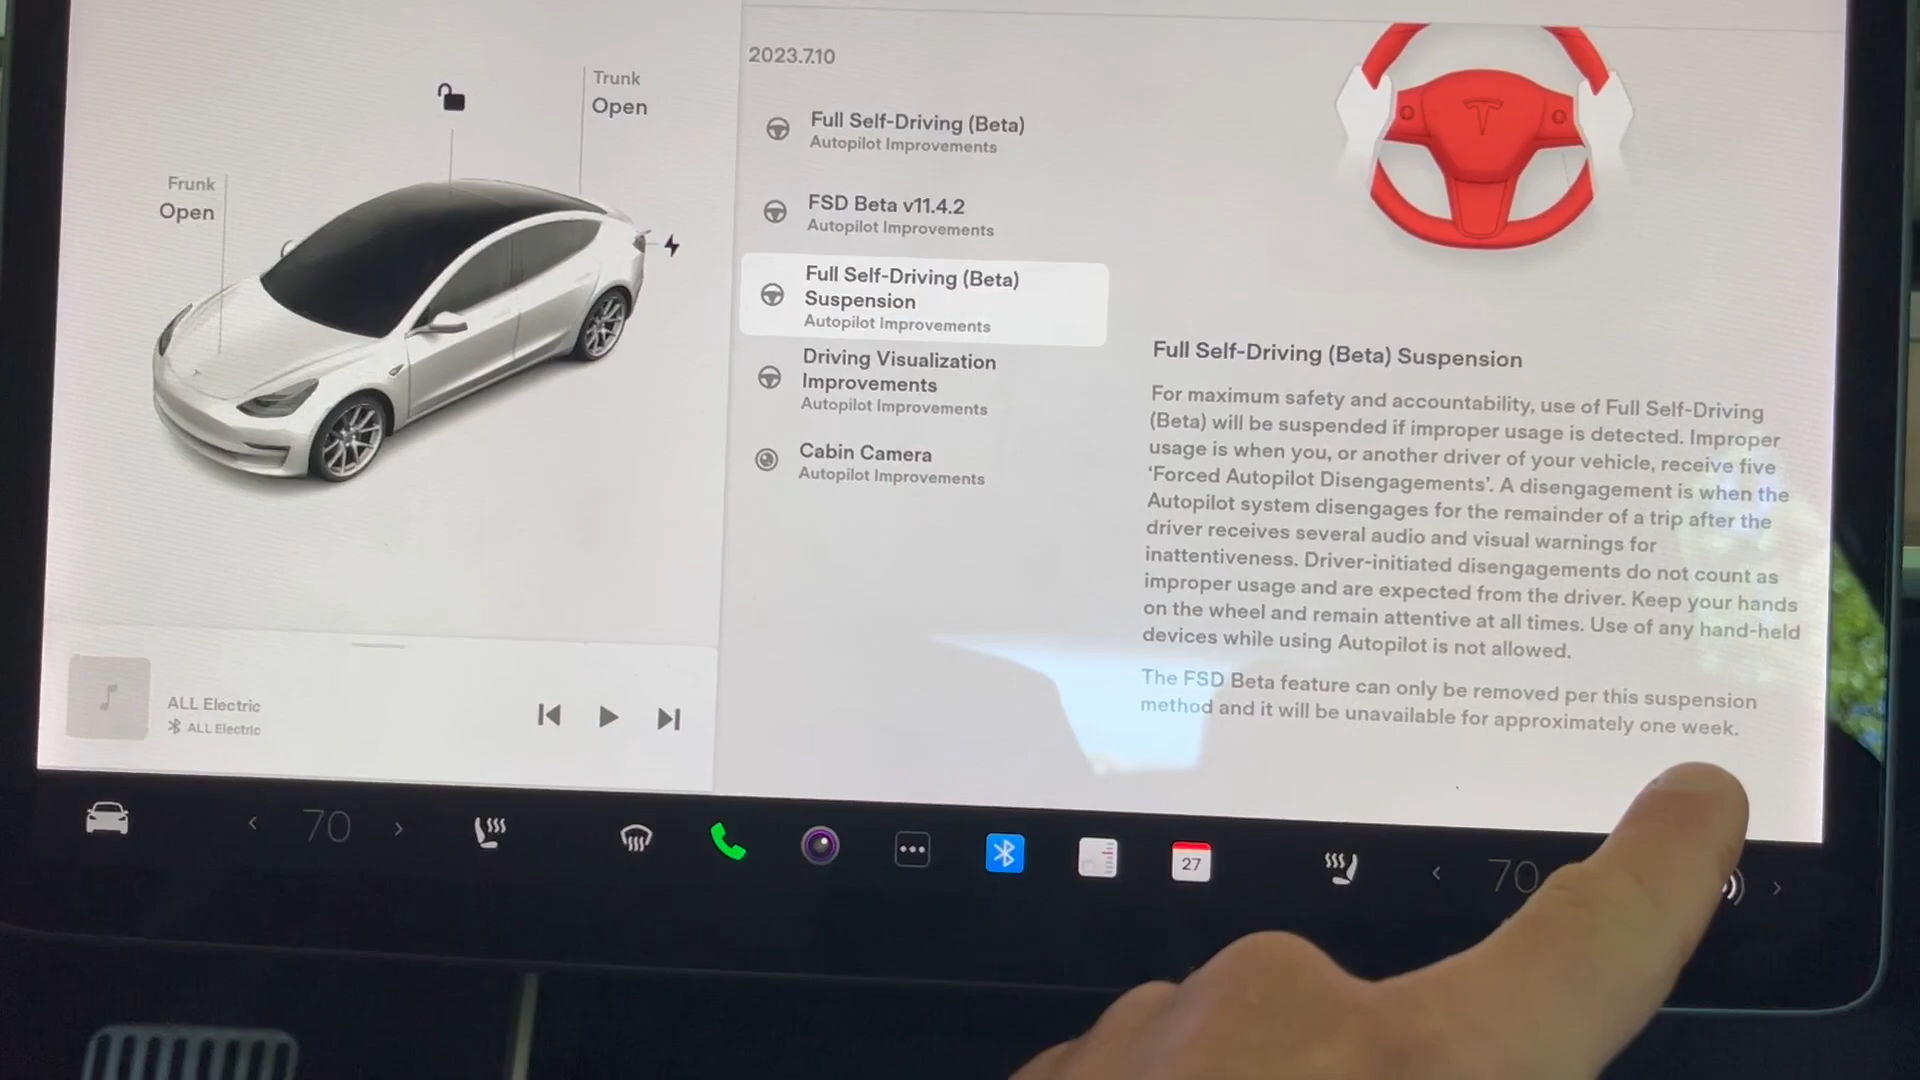 Trunk
Open
Frunk
Open
ALL Electric
ALL Electric
2023.7.10
Full Self-Driving (Beta)
Autopilot Improvements
FSD Beta v11.4.2
Autopilot Improvements
Full Self-Driving (Beta)
Suspension
Autopilot Improvements
Driving Visualization
Improvements
Autopilot Improvements
Cabin Camera
Autopilot Improvements
Full Self-Driving (Beta) Suspension
For maximum safety and accountability, use of Full Self-Driving
(Beta) will be suspended if improper usage is detected. Improper
usage is when you, or another driver of your vehicle, receive five
‘Forced Autopilot Disengagements’. A disengagement is when the
Autopilot system disengages for the remainder of a trip after the
driver receives several audio and visual warnings for
inattentiveness. Driver-initiated disengagements do not count as
improper usage and are expected from the driver. Keep your hands
on the wheel and remain attentive at all times. Use of any hand-held
devices while using Autopilot is not allowed.
The FSD Beta feature can only be removed per this suspension
method and it will be unavailable for approximately one week.
70
27
70